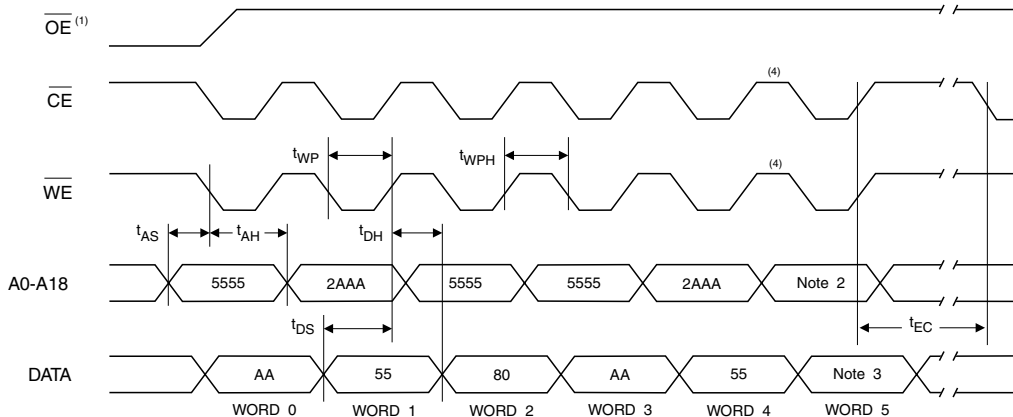 OE (1)
CE (4)
tWP tWPH
WE (4)
tAS tAH tDH
A0-A18 5555 2AAA 5555 5555 2AAA Note 2
tDS tEC
DATA AA 55 80 AA 55 Note 3
WORD 0 WORD 1 WORD 2 WORD 3 WORD 4 WORD 5